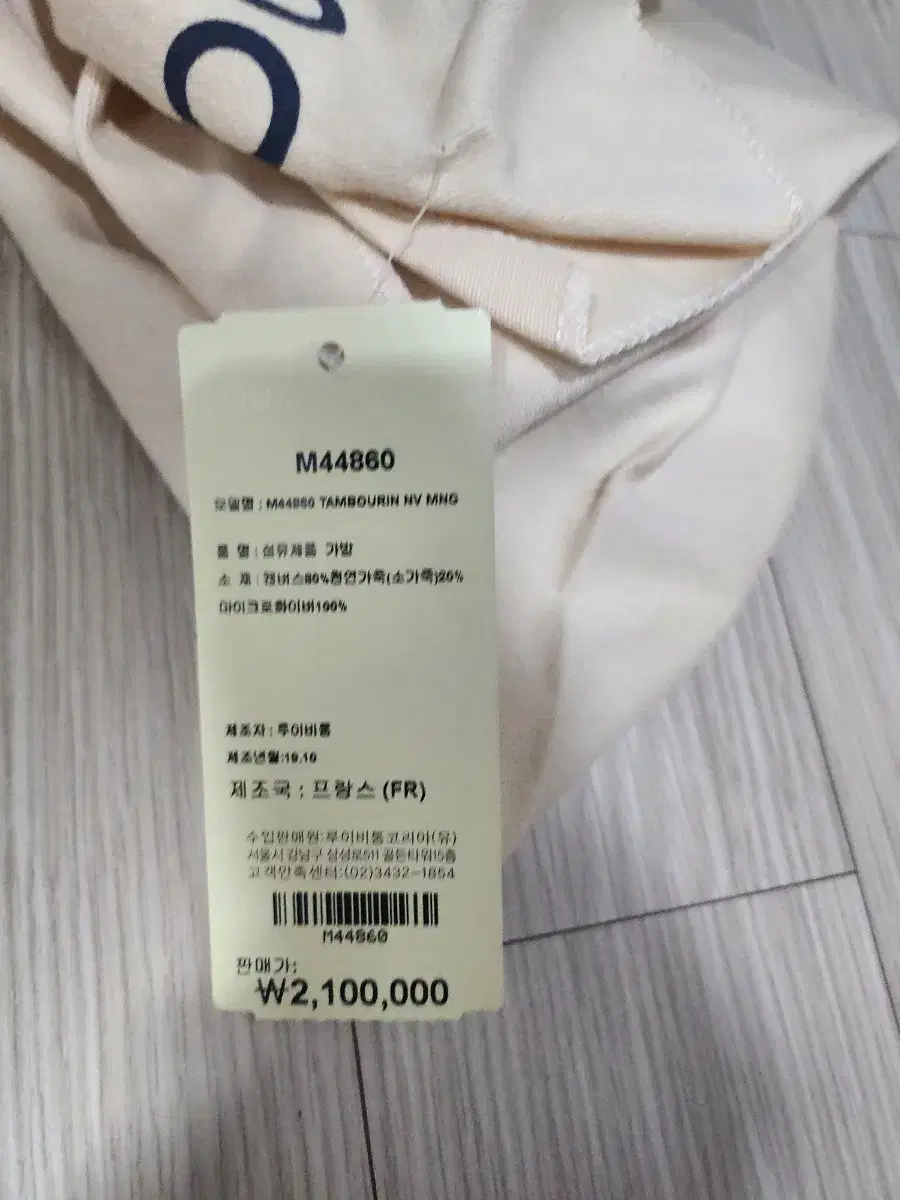 M44860
모델명 : M44860 TAMBOURIN NV MNG
품 명 : 섬유제품 가방
소 재 : 캔버스80%천연가죽(소가죽)20%
마이크로화이버100%
제조자 : 루이비통
제조년월:19.10
제조국 : 프랑스 (FR)
수입판매원:루이비통코리아(유)
서울시 강남구 삼성로511 골든타워15층
고객만족센터:(02)3432-1854
M44860
판매가:
₩2,100,000